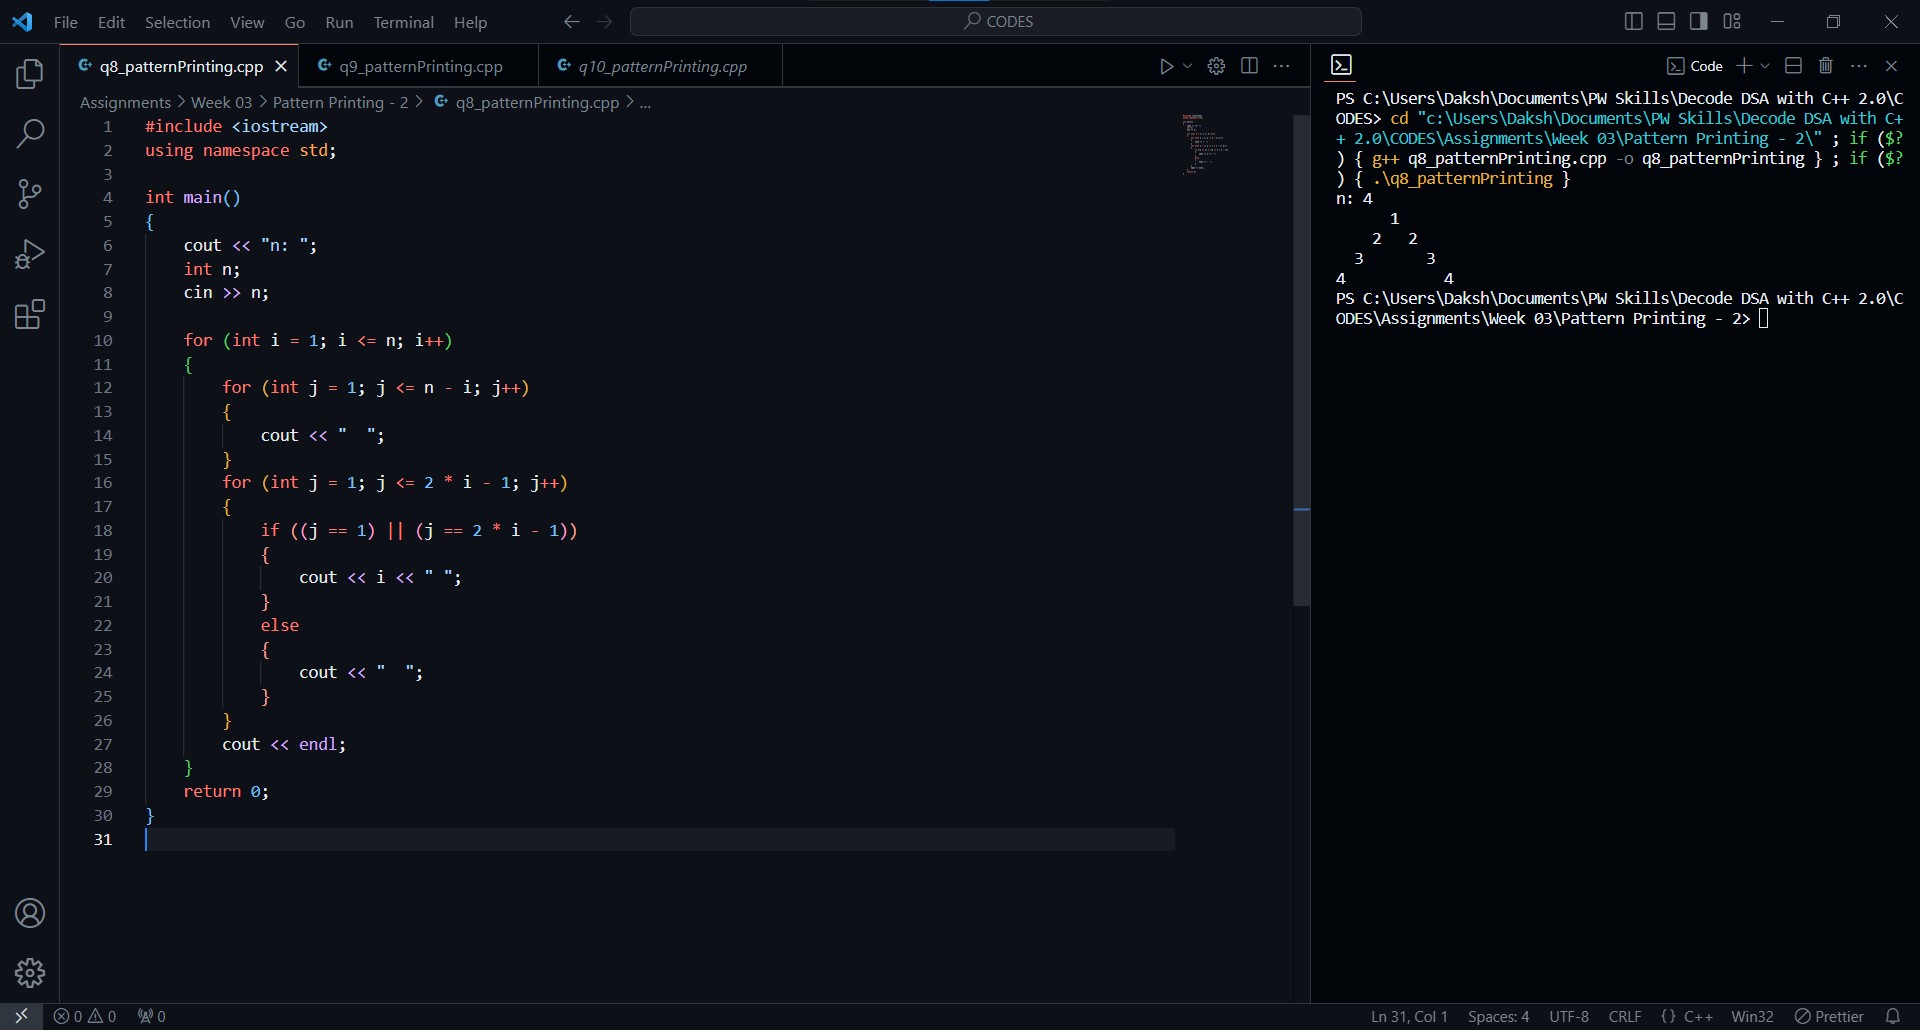 File Edit Selection View Go Run Terminal Help CODES
q8_patternPrinting.cpp q9_patternPrinting.cpp q10_patternPrinting.cpp
Assignments > Week 03 > Pattern Printing - 2 > q8_patternPrinting.cpp > ...
1 #include <iostream>
2 using namespace std;
3
4 int main()
5 {
6     cout << "n: ";
7     int n;
8     cin >> n;
9
10     for (int i = 1; i <= n; i++)
11     {
12         for (int j = 1; j <= n - i; j++)
13         {
14             cout << "  ";
15         }
16         for (int j = 1; j <= 2 * i - 1; j++)
17         {
18             if ((j == 1) || (j == 2 * i - 1))
19             {
20                 cout << i << " ";
21             }
22             else
23             {
24                 cout << "  ";
25             }
26         }
27         cout << endl;
28     }
29     return 0;
30 }
31
Code
PS C:\Users\Daksh\Documents\PW Skills\Decode DSA with C++ 2.0\C
ODES> cd "c:\Users\Daksh\Documents\PW Skills\Decode DSA with C+
+ 2.0\CODES\Assignments\Week 03\Pattern Printing - 2\" ; if ($?
) { g++ q8_patternPrinting.cpp -o q8_patternPrinting } ; if ($?
) { .\q8_patternPrinting }
n: 4
      1
    2   2
  3       3
4           4
PS C:\Users\Daksh\Documents\PW Skills\Decode DSA with C++ 2.0\C
ODES\Assignments\Week 03\Pattern Printing - 2>
0 0 0 Ln 31, Col 1 Spaces: 4 UTF-8 CRLF {} C++ Win32 Prettier